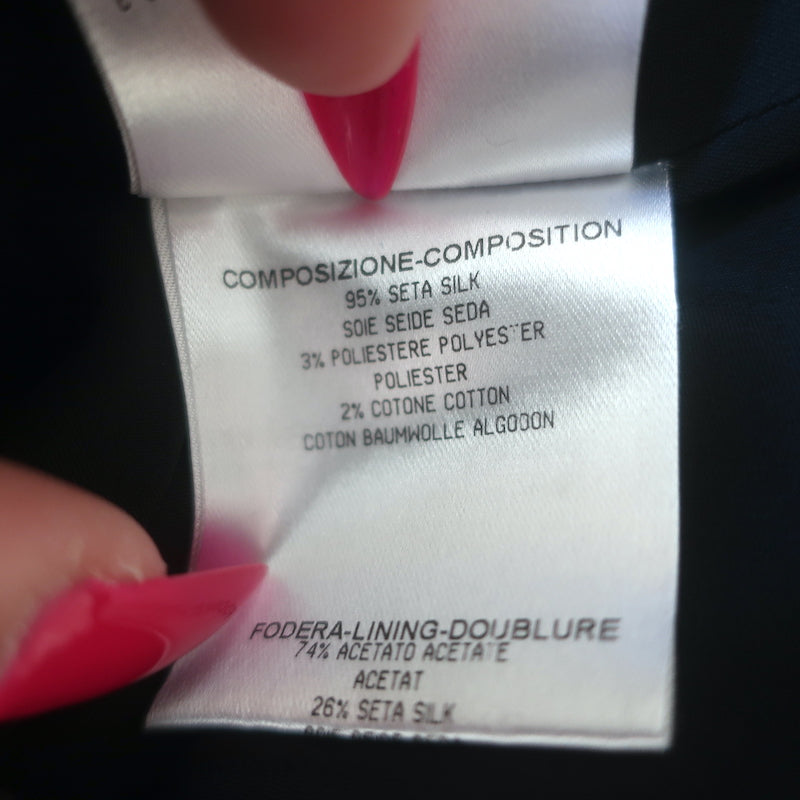 COMPOSIZIONE-COMPOSITION
95% SETA SILK
SOIE SEIDE SEDA
3% POLIESTERE POLYESTER
POLIESTER
2% COTONE COTTON
COTON BAUMWOLLE ALGODON
FODERA-LINING-DOUBLURE
74% ACETATO ACETATE
ACETAT
26% SETA SILK